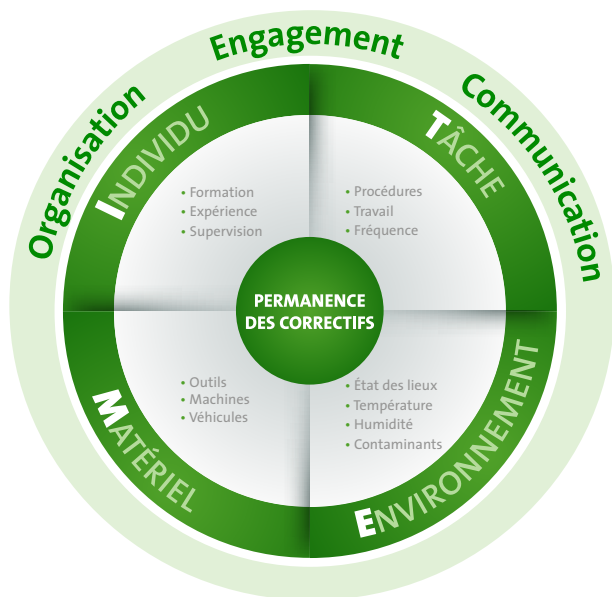 Organisation
Engagement
Communication
INDIVIDU
• Formation
• Expérience
• Supervision
TÂCHE
• Procédures
• Travail
• Fréquence
PERMANENCE
DES CORRECTIFS
MATÉRIEL
• Outils
• Machines
• Véhicules
ENVIRONNEMENT
• État des lieux
• Température
• Humidité
• Contaminants